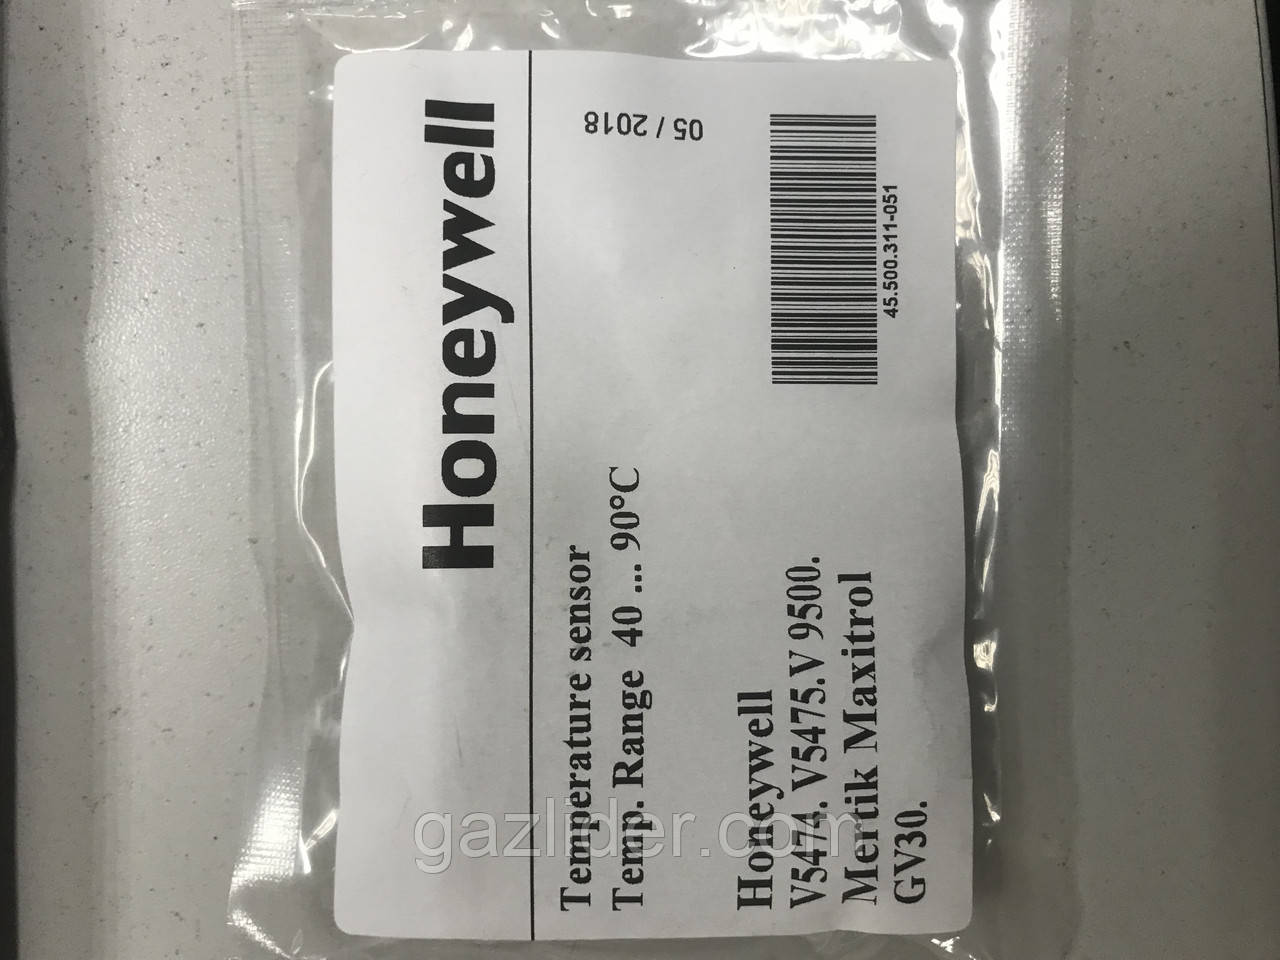 Honeywell
05 / 2018
Temperature sensor
Temp. Range 40 ... 90°C
45.500.311-051
Honeywell
V5474. V5475.V 9500.
Mertik Maxitrol
GV30.
gazlider.com